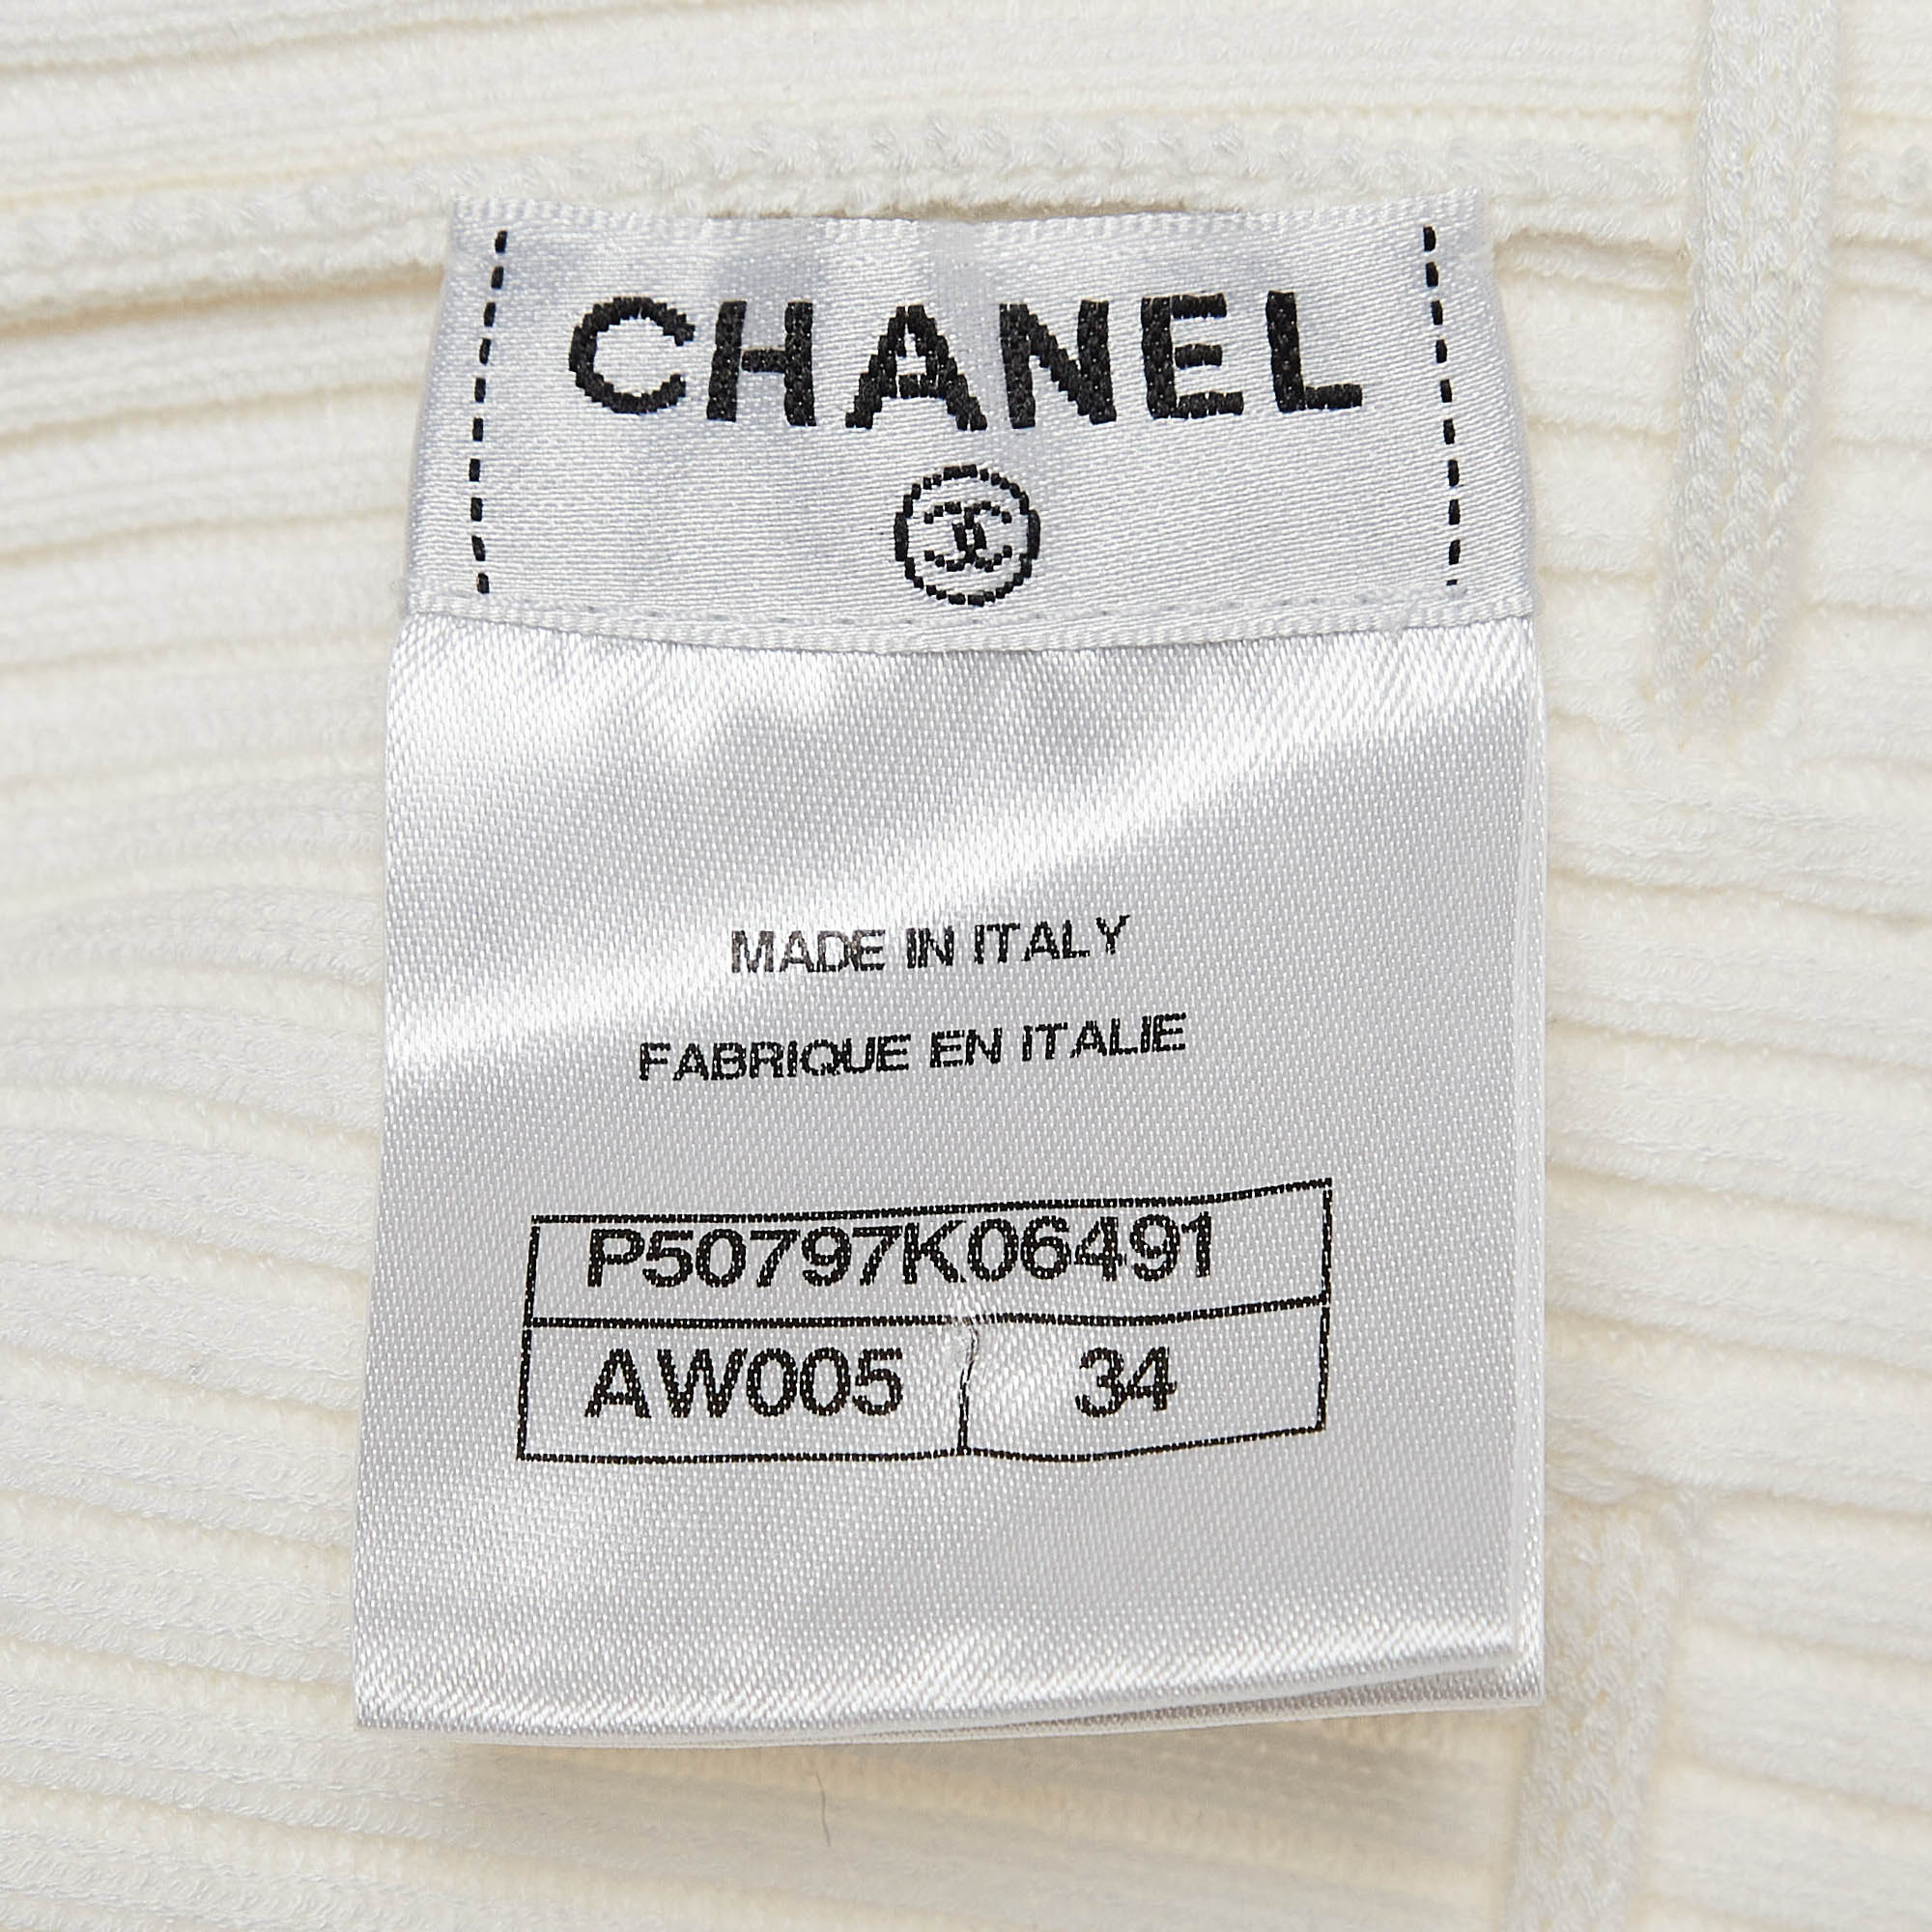 CHANEL
MADE IN ITALY
FABRIQUE EN ITALIE
P50797K06491
AW005 34